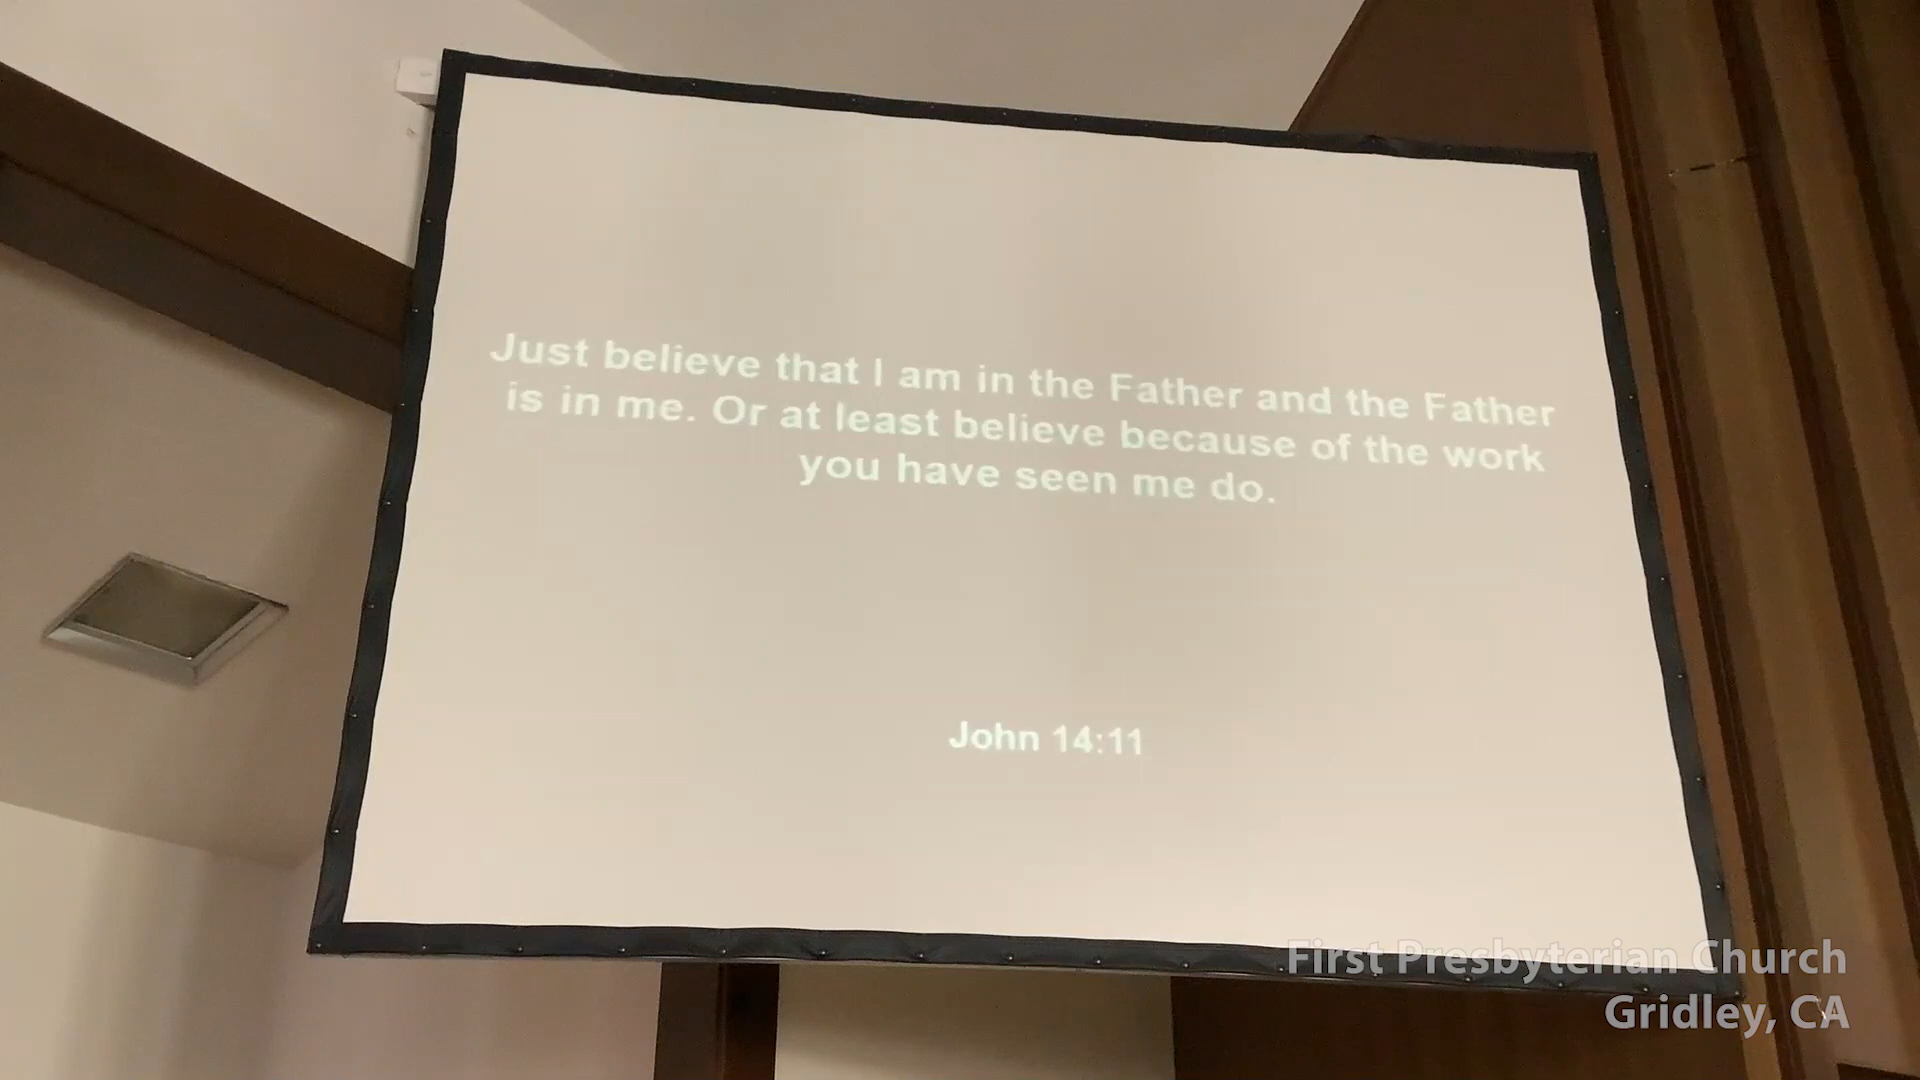 Just believe that I am in the Father and the Father
is in me. Or at least believe because of the work
you have seen me do.
John 14:11
First Presbyterian Church
Gridley, CA